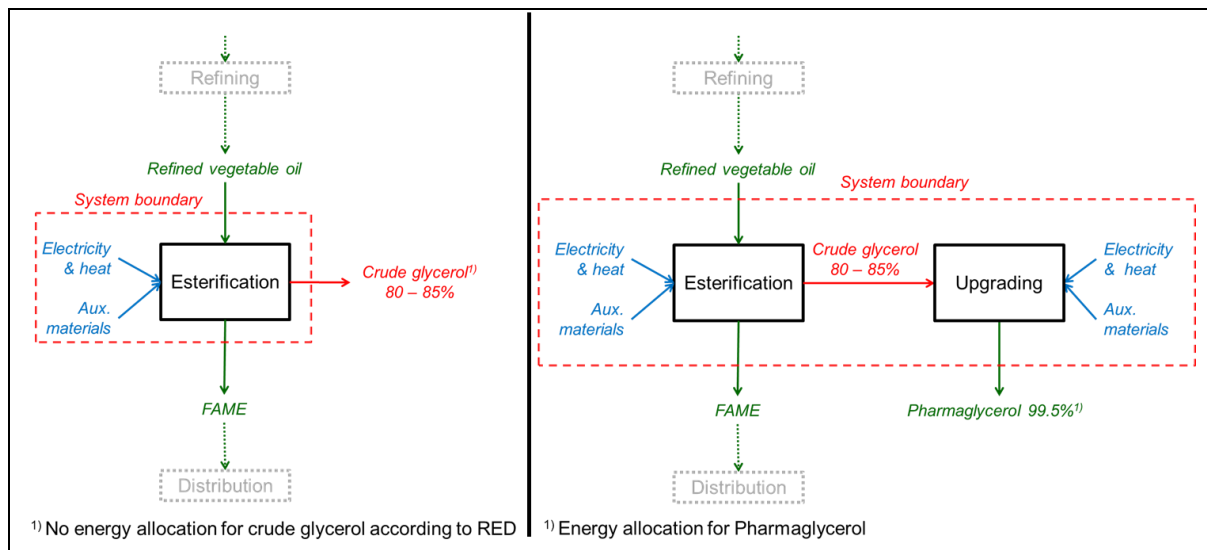 Refining
Refined vegetable oil
System boundary
Electricity
& heat
Aux.
materials
Esterification
Crude glycerol1)
80 – 85%
FAME
Distribution
1) No energy allocation for crude glycerol according to RED
Refining
Refined vegetable oil
System boundary
Electricity
& heat
Aux.
materials
Esterification
Crude glycerol
80 – 85%
Upgrading
Electricity
& heat
Aux.
materials
FAME
Pharmaglycerol 99.5%1)
Distribution
1) Energy allocation for Pharmaglycerol